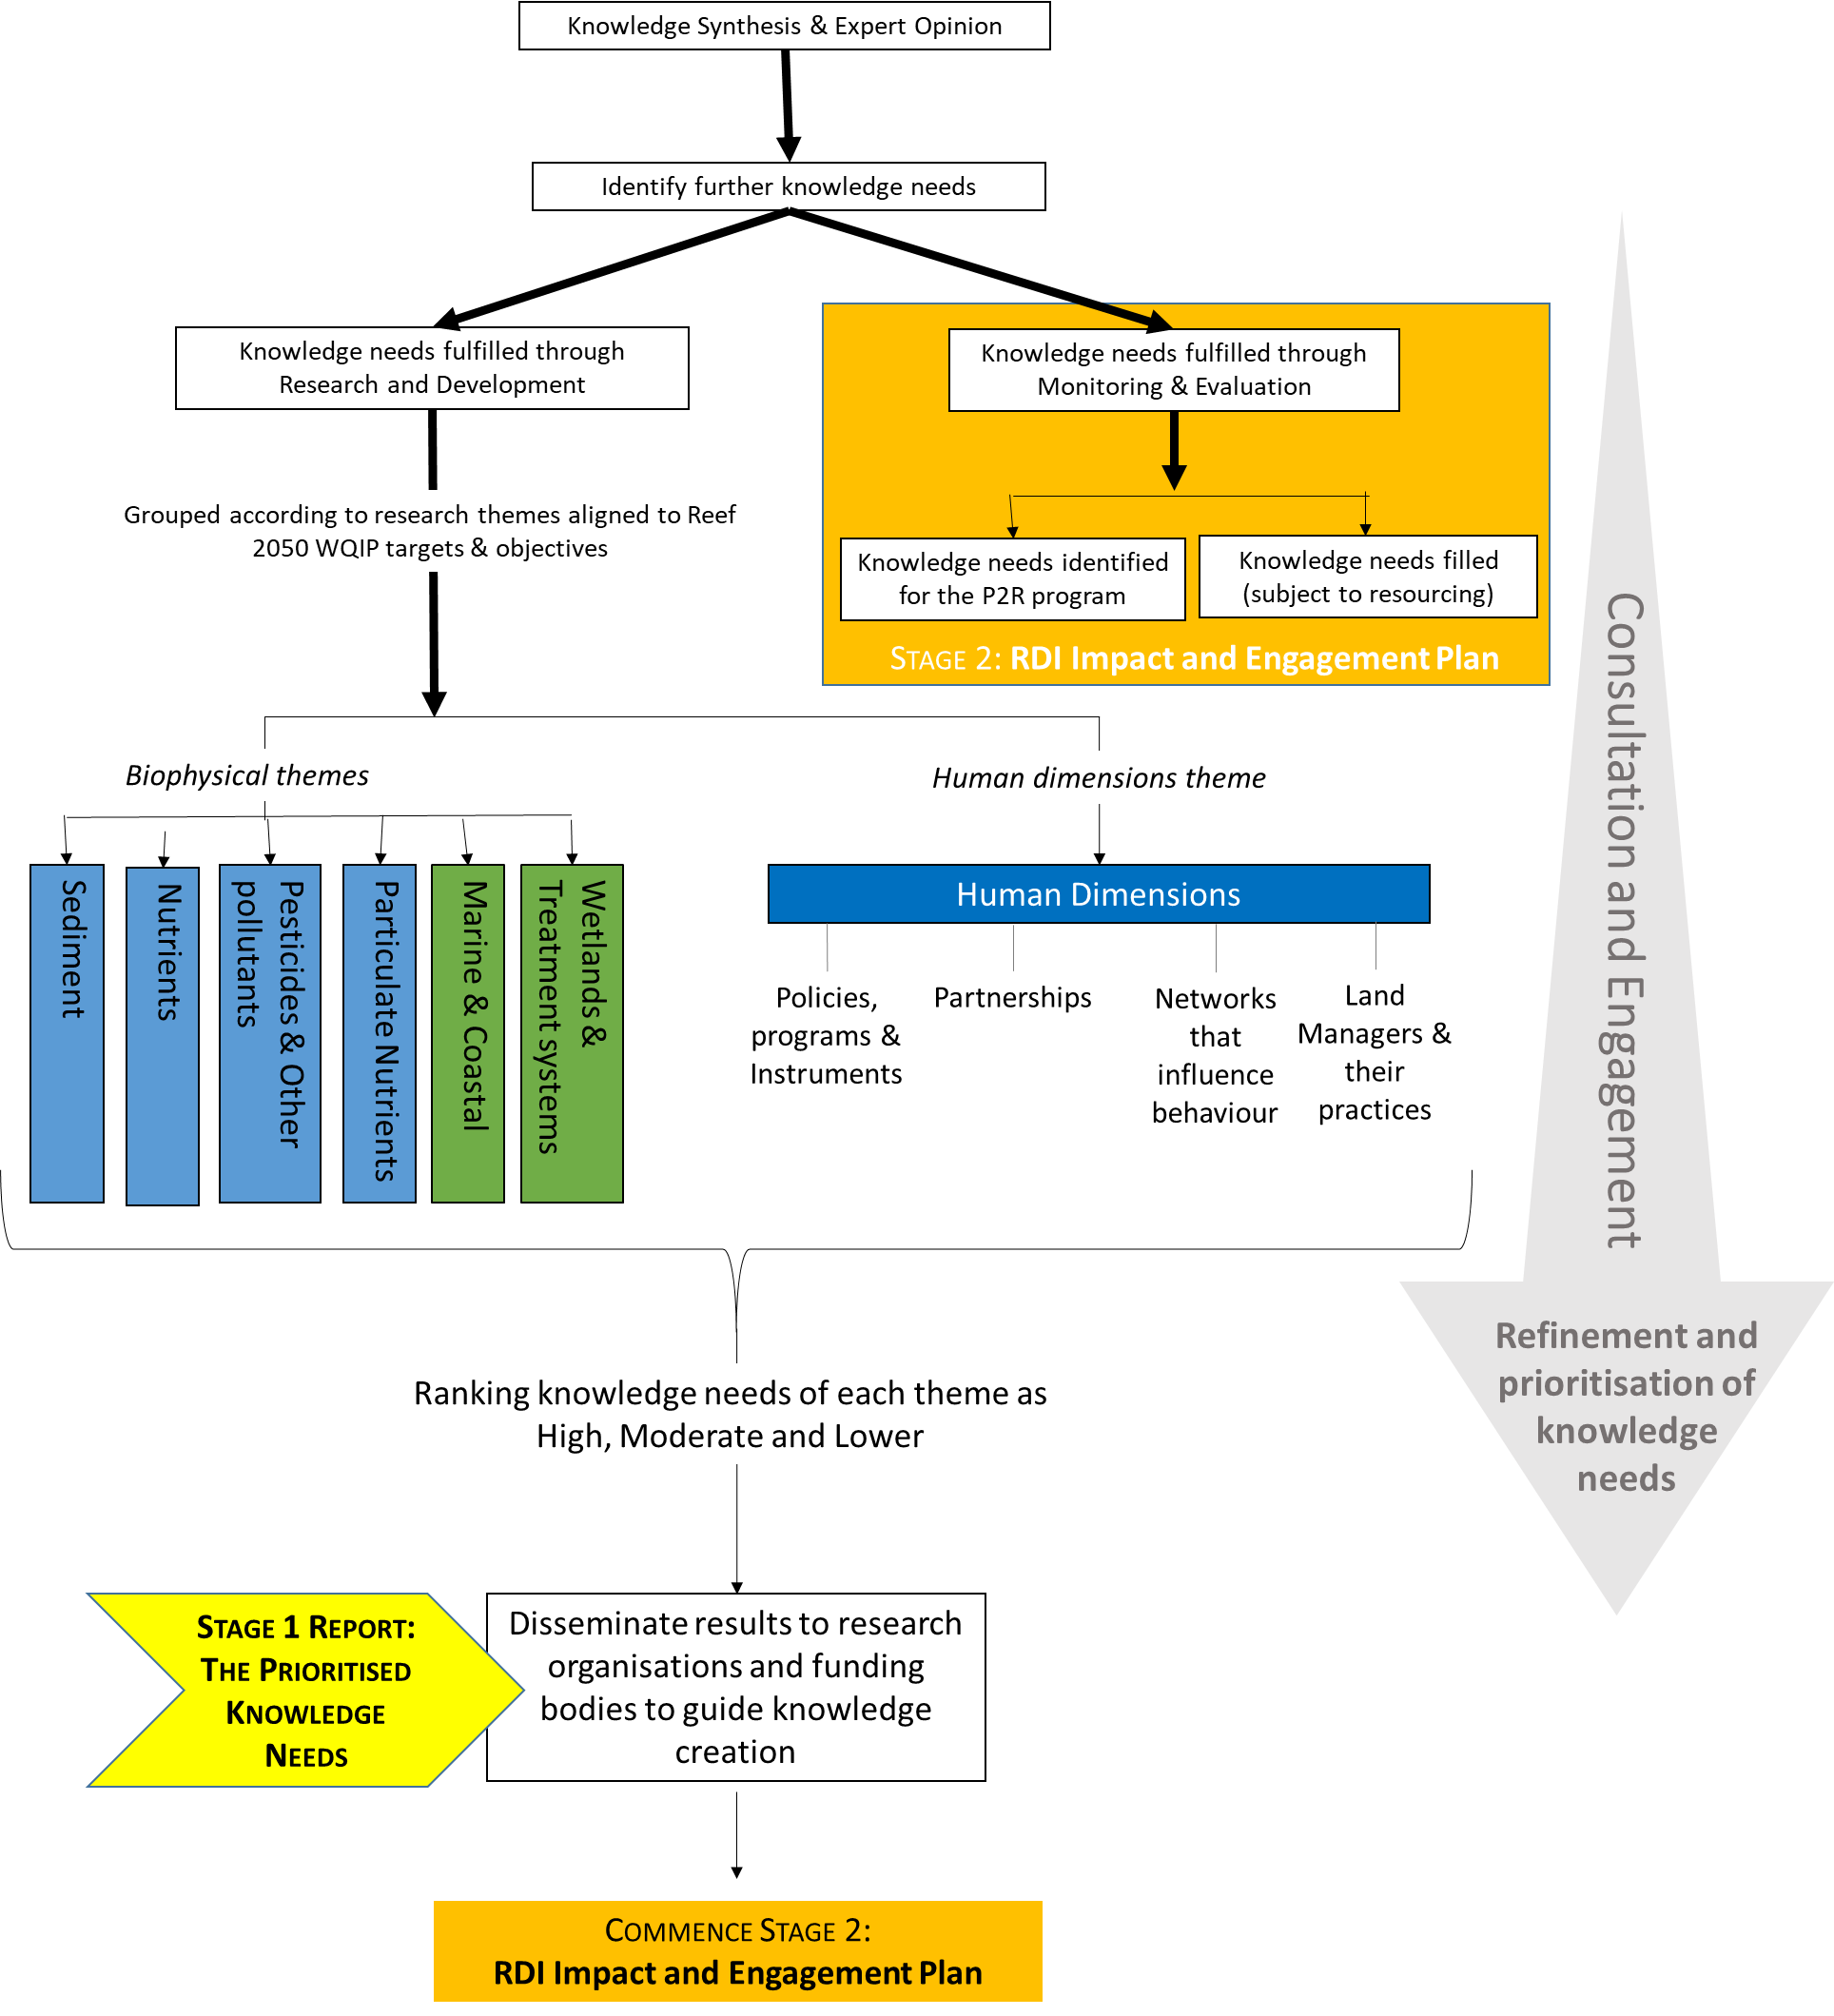 Knowledge Synthesis & Expert Opinion
Identify further knowledge needs
Knowledge needs fulfilled through
Research and Development
Knowledge needs fulfilled through
Monitoring & Evaluation
Grouped according to research themes aligned to Reef
2050 WQIP targets & objectives
Knowledge needs identified
for the P2R program
Knowledge needs filled
(subject to resourcing)
STAGE 2: RDI Impact and Engagement Plan
Biophysical themes
Human dimensions theme
Sediment
Nutrients
Pesticides & Other
pollutants
Particulate Nutrients
Marine & Coastal
Wetlands &
Treatment systems
Human Dimensions
Policies,
programs &
Instruments
Partnerships
Networks
that
influence
behaviour
Land
Managers &
their
practices
Consultation and Engagement
Refinement and
prioritisation of
knowledge
needs
Ranking knowledge needs of each theme as
High, Moderate and Lower
STAGE 1 REPORT:
THE PRIORITISED
KNOWLEDGE
NEEDS
Disseminate results to research
organisations and funding
bodies to guide knowledge
creation
COMMENCE STAGE 2:
RDI Impact and Engagement Plan